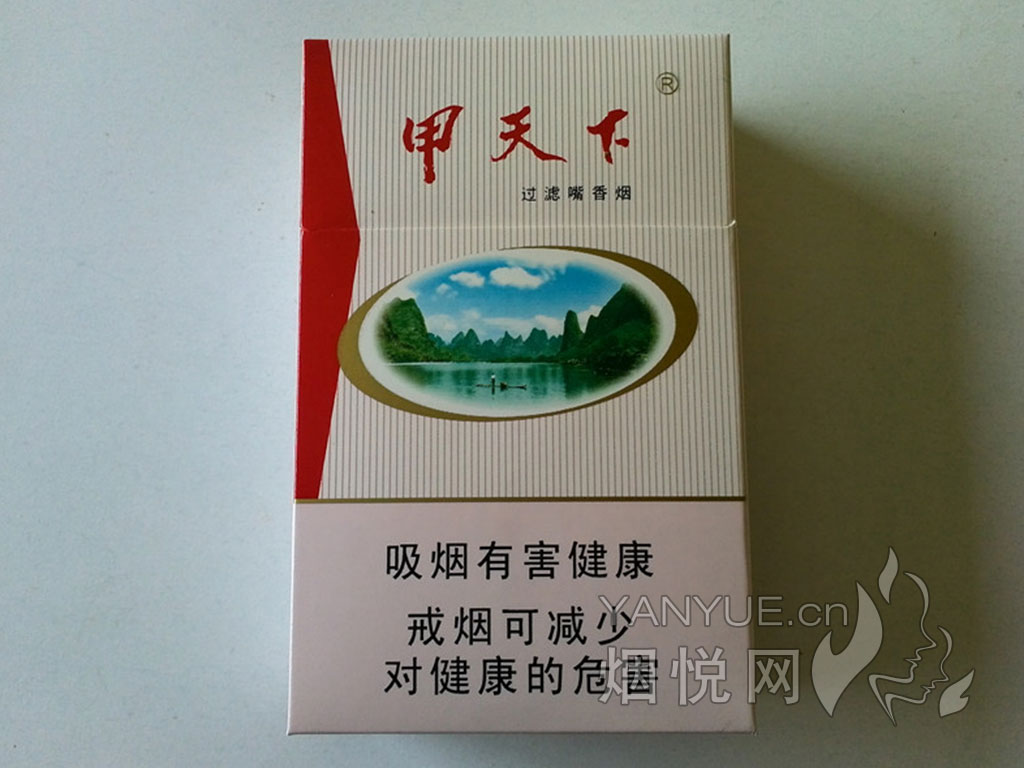 甲天下
®
过滤嘴香烟
吸烟有害健康
戒烟可减少
对健康的危害
YANYUE.cn
烟悦网